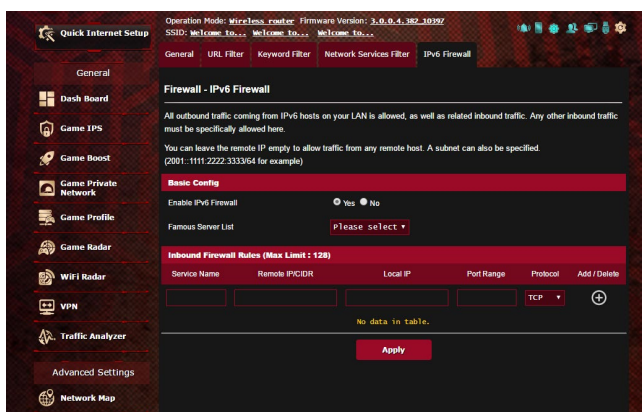 Quick Internet Setup
General
Dash Board
Game IPS
Game Boost
Game Private
Network
Game Profile
Game Radar
WiFi Radar
VPN
Traffic Analyzer
Advanced Settings
Network Map
Operation Mode: Wireless router Firmware Version: 3.0.0.4.382_10397
SSID: Welcome to... Welcome to... Welcome to...
General URL Filter Keyword Filter Network Services Filter IPv6 Firewall
Firewall - IPv6 Firewall
All outbound traffic coming from IPv6 hosts on your LAN is allowed, as well as related inbound traffic. Any other inbound traffic
must be specifically allowed here.
You can leave the remote IP empty to allow traffic from any remote host. A subnet can also be specified.
(2001::1111:2222:3333/64 for example)
Basic Config
Enable IPv6 Firewall Yes No
Famous Server List Please select
Inbound Firewall Rules (Max Limit : 128)
Service Name Remote IP/CIDR Local IP Port Range Protocol Add / Delete
TCP
No data in table.
Apply